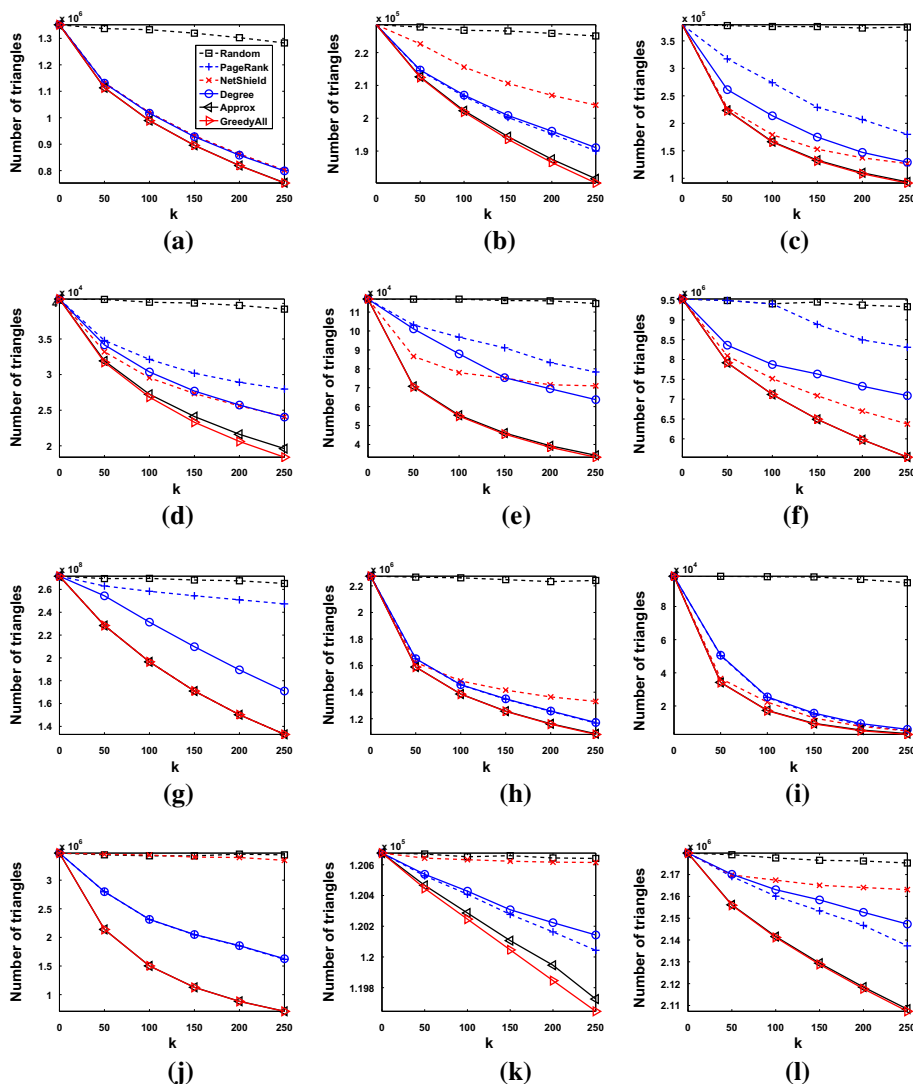 x 10^6
Number of triangles
1.3
1.2
1.1
1
0.9
0.8
Random
PageRank
NetShield
Degree
Approx
GreedyAll
0 50 100 150 200 250
k
(a)
x 10^5
Number of triangles
2.2
2.1
2
1.9
0 50 100 150 200 250
k
(b)
x 10^5
Number of triangles
3.5
3
2.5
2
1.5
1
0 50 100 150 200 250
k
(c)
x 10^4
Number of triangles
4
3.5
3
2.5
2
0 50 100 150 200 250
k
(d)
x 10^4
Number of triangles
11
10
9
8
7
6
5
4
0 50 100 150 200 250
k
(e)
x 10^6
Number of triangles
9.5
9
8.5
8
7.5
7
6.5
6
0 50 100 150 200 250
k
(f)
x 10^8
Number of triangles
2.6
2.4
2.2
2
1.8
1.6
1.4
0 50 100 150 200 250
k
(g)
x 10^6
Number of triangles
2.2
2
1.8
1.6
1.4
1.2
0 50 100 150 200 250
k
(h)
x 10^4
Number of triangles
8
6
4
2
0 50 100 150 200 250
k
(i)
x 10^6
Number of triangles
3
2.5
2
1.5
1
0 50 100 150 200 250
k
(j)
x 10^5
Number of triangles
1.206
1.204
1.202
1.2
1.198
0 50 100 150 200 250
k
(k)
x 10^6
Number of triangles
2.17
2.16
2.15
2.14
2.13
2.12
2.11
0 50 100 150 200 250
k
(l)